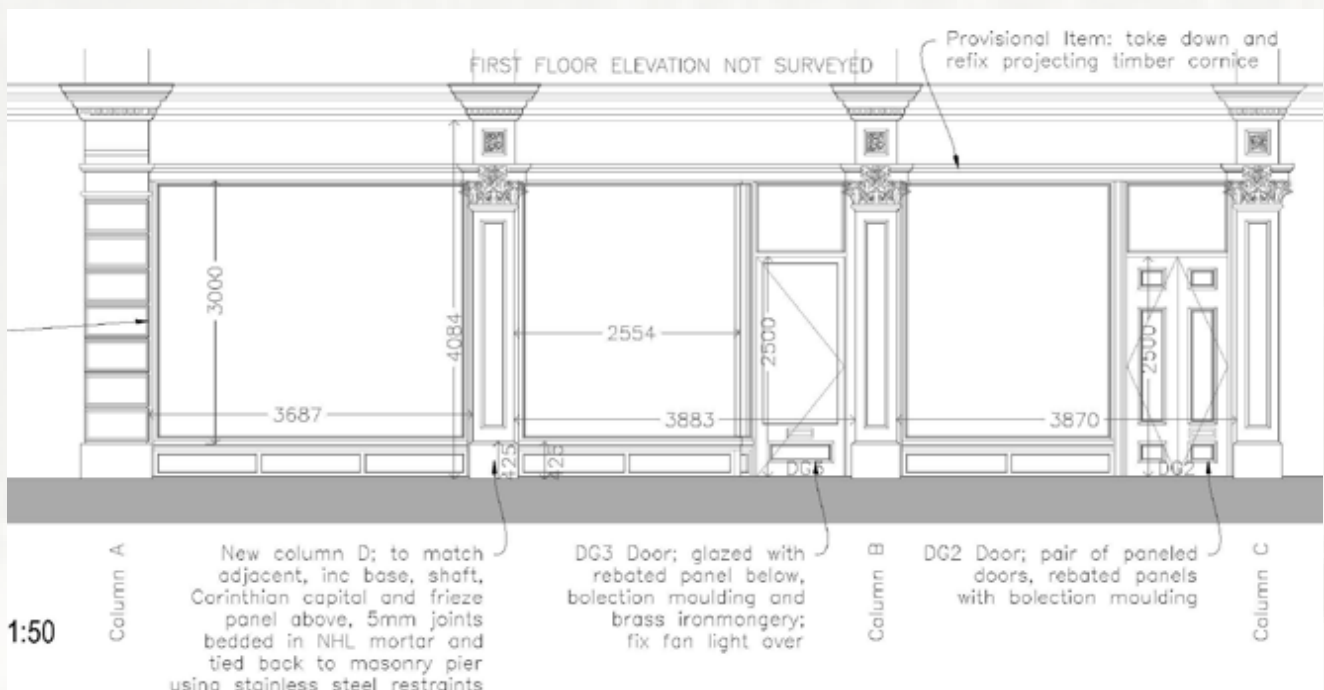 Provisional Item: take down and
refix projecting timber cornice
FIRST FLOOR ELEVATION NOT SURVEYED
3000
4084
2554
2500
2500
3687
3883
3870
425
425
DG3
DG2
Column A
New column D; to match
adjacent, inc base, shaft,
Corinthian capital and frieze
panel above, 5mm joints
bedded in NHL mortar and
tied back to masonry pier
using stainless steel restraints
DG3 Door; glazed with
rebated panel below,
bolection moulding and
brass ironmongery;
fix fan light over
Column B
DG2 Door; pair of paneled
doors, rebated panels
with bolection moulding
Column C
1:50